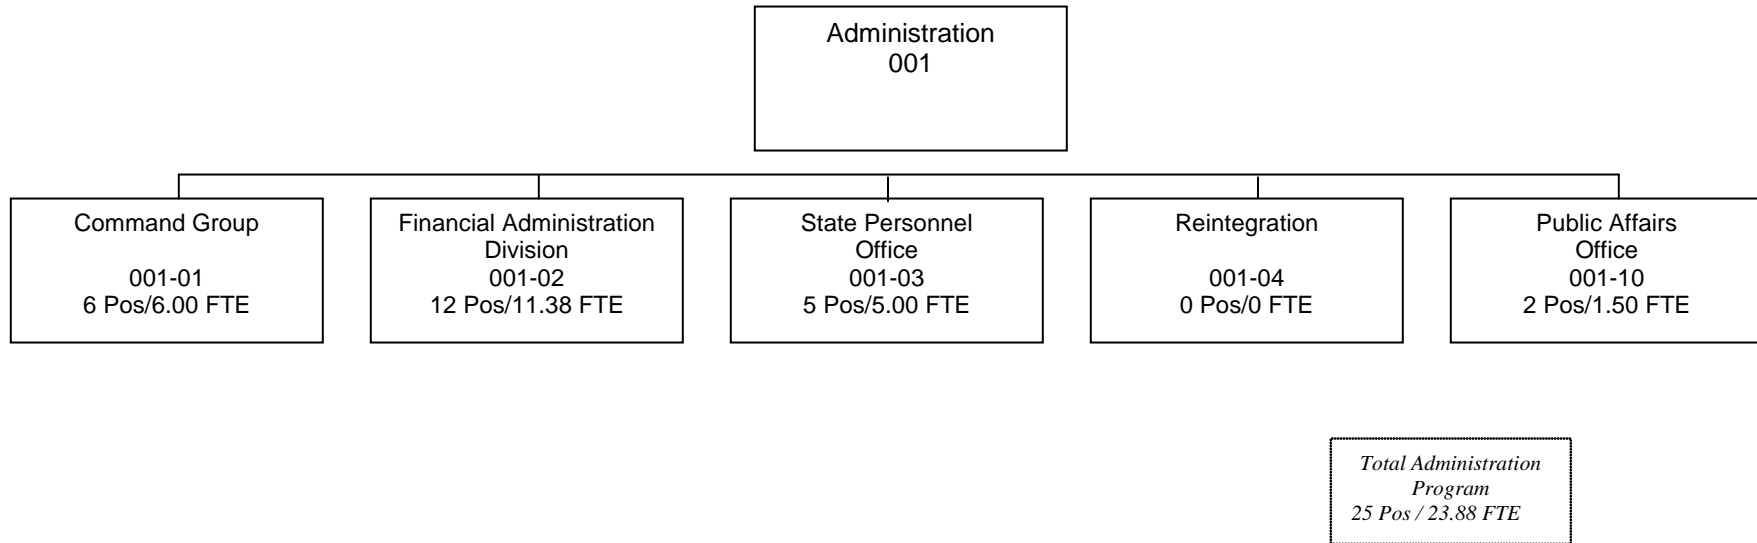 Administration
001
Command Group
001-01
6 Pos/6.00 FTE
Financial Administration
Division
001-02
12 Pos/11.38 FTE
State Personnel
Office
001-03
5 Pos/5.00 FTE
Reintegration
001-04
0 Pos/0 FTE
Public Affairs
Office
001-10
2 Pos/1.50 FTE
Total Administration
Program
25 Pos / 23.88 FTE